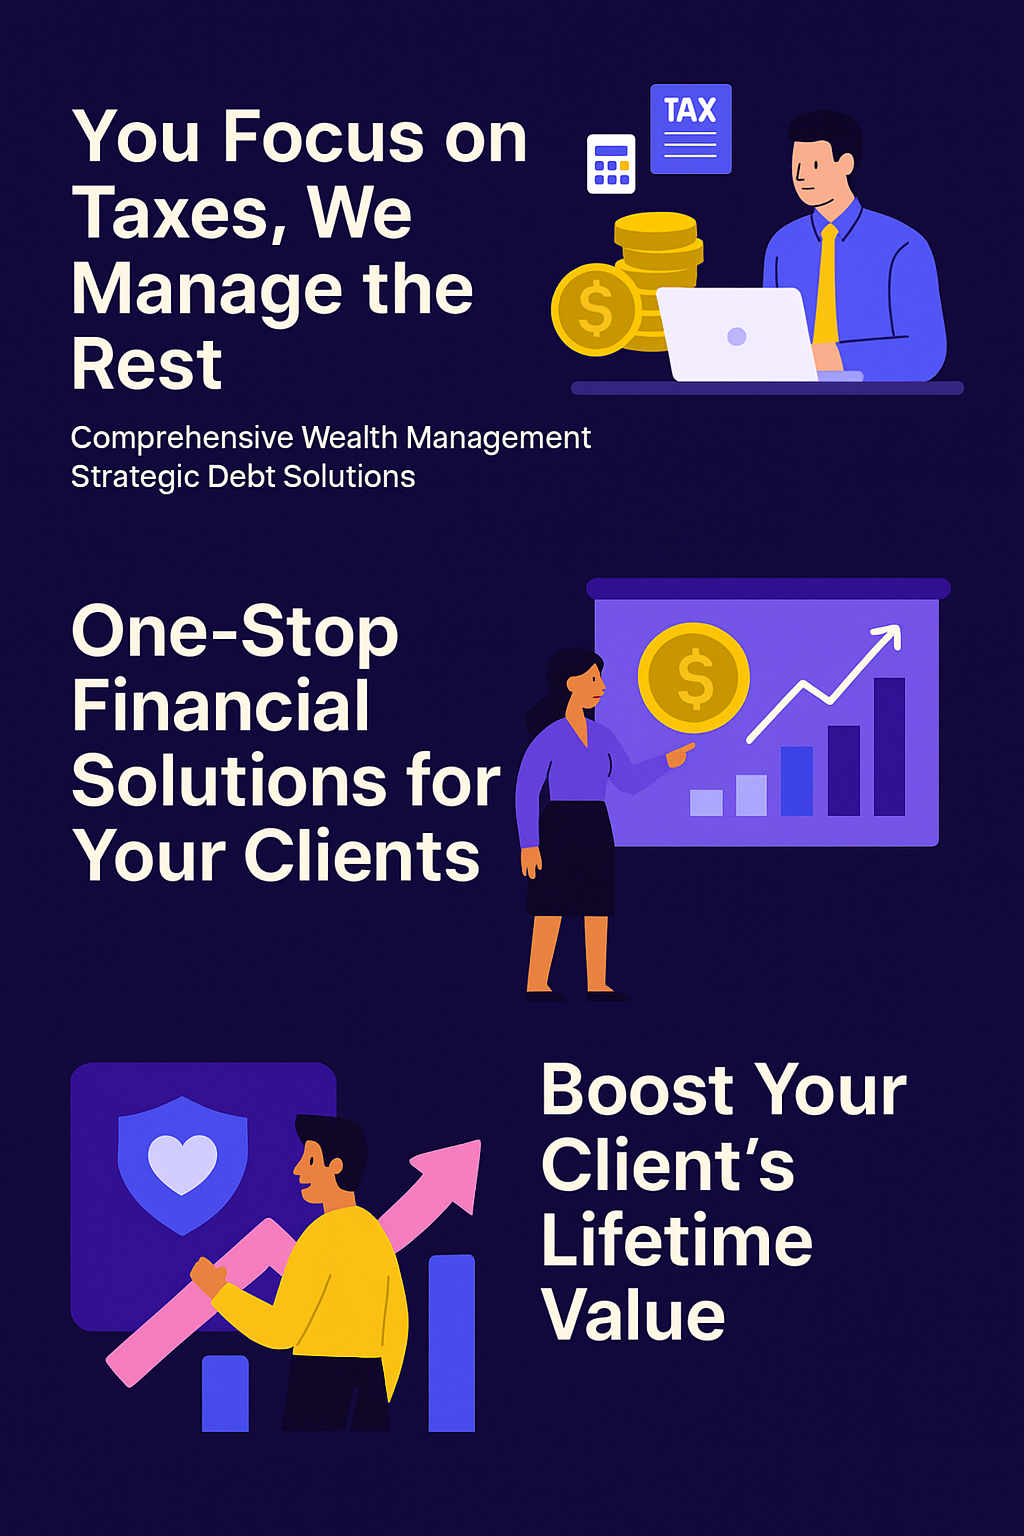 You Focus on
Taxes, We
Manage the
Rest
Comprehensive Wealth Management
Strategic Debt Solutions
TAX
$
One-Stop
Financial
Solutions for
Your Clients
$
Boost Your
Client’s
Lifetime
Value